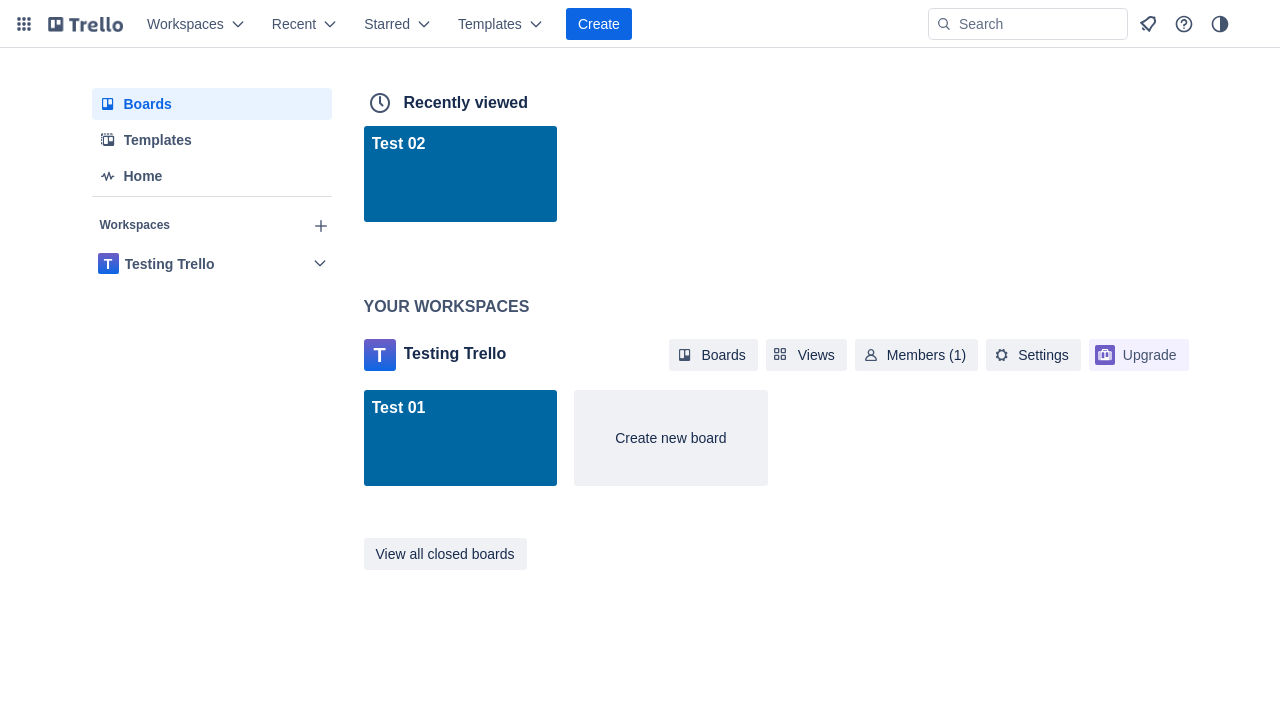 Trello
Workspaces
Recent
Starred
Templates
Create
Search
Boards
Templates
Home
Workspaces
T
Testing Trello
Recently viewed
Test 02
YOUR WORKSPACES
T
Testing Trello
Boards
Views
Members (1)
Settings
Upgrade
Test 01
Create new board
View all closed boards